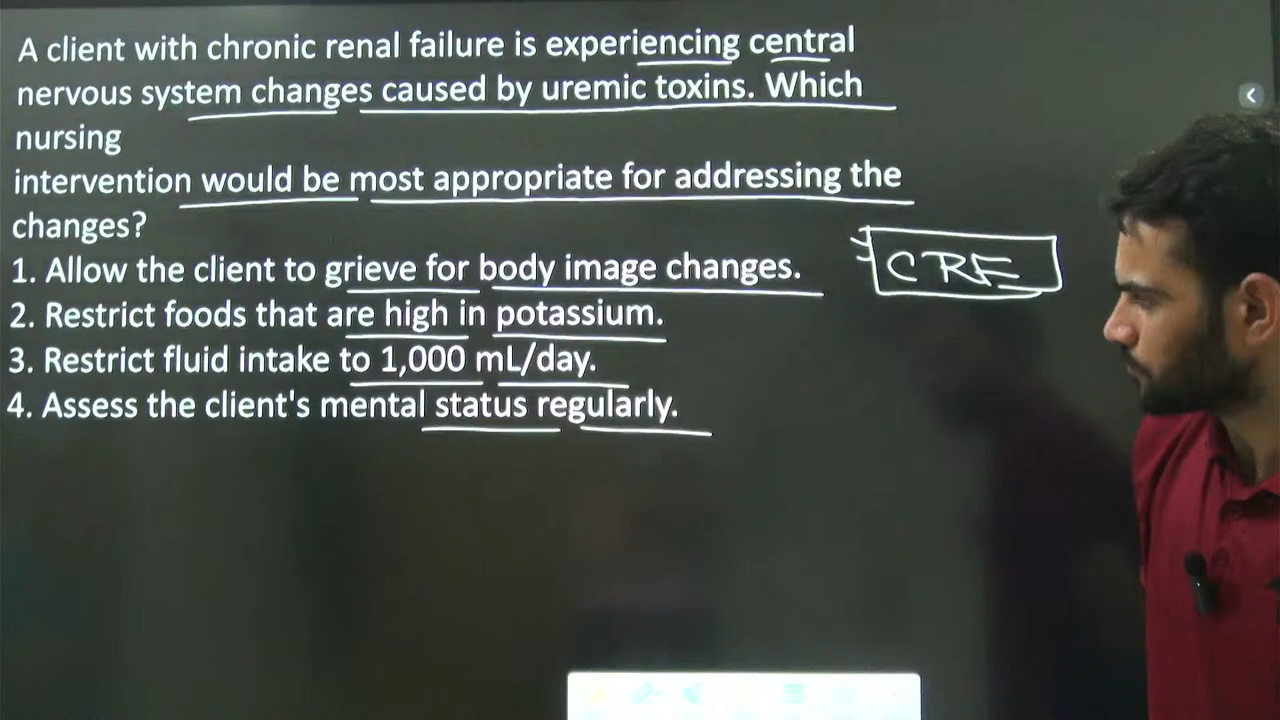 A client with chronic renal failure is experiencing central
nervous system changes caused by uremic toxins. Which
nursing
intervention would be most appropriate for addressing the
changes?
1. Allow the client to grieve for body image changes.
2. Restrict foods that are high in potassium.
3. Restrict fluid intake to 1,000 mL/day.
4. Assess the client's mental status regularly.
CRF